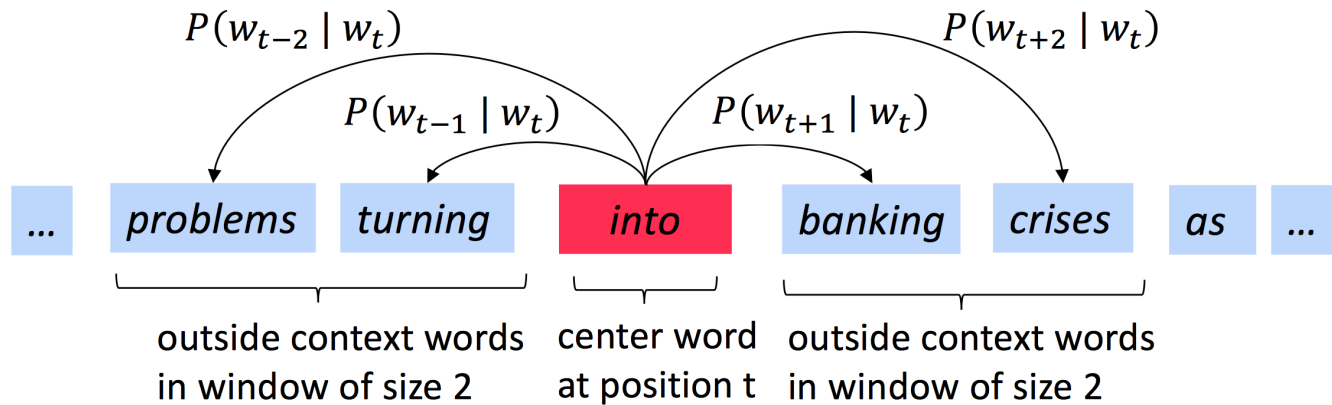 P(w_{t−2} | w_t)
P(w_{t+2} | w_t)
P(w_{t−1} | w_t)
P(w_{t+1} | w_t)
... problems turning into banking crises as ...
outside context words
in window of size 2
center word
at position t
outside context words
in window of size 2